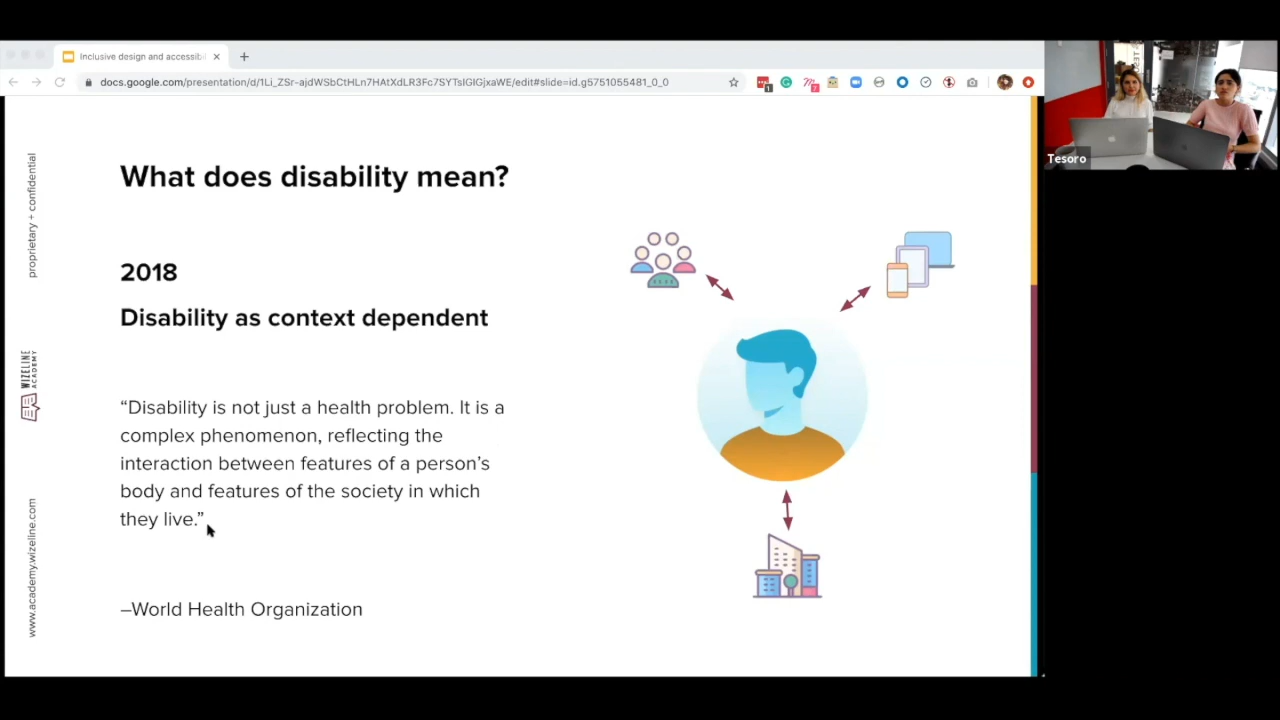 Inclusive design and accessibi
docs.google.com/presentation/d/1Li_ZSr-ajdWSbCtHLn7HAtXdLR3Fc7SYTsIGIGjxaWE/edit#slide=id.g5751055481_0_0
1
7
Tesoro
proprietary + confidential
WIZELINE
ACADEMY
www.academy.wizeline.com
What does disability mean?
2018
Disability as context dependent
“Disability is not just a health problem. It is a
complex phenomenon, reflecting the
interaction between features of a person’s
body and features of the society in which
they live.”
–World Health Organization